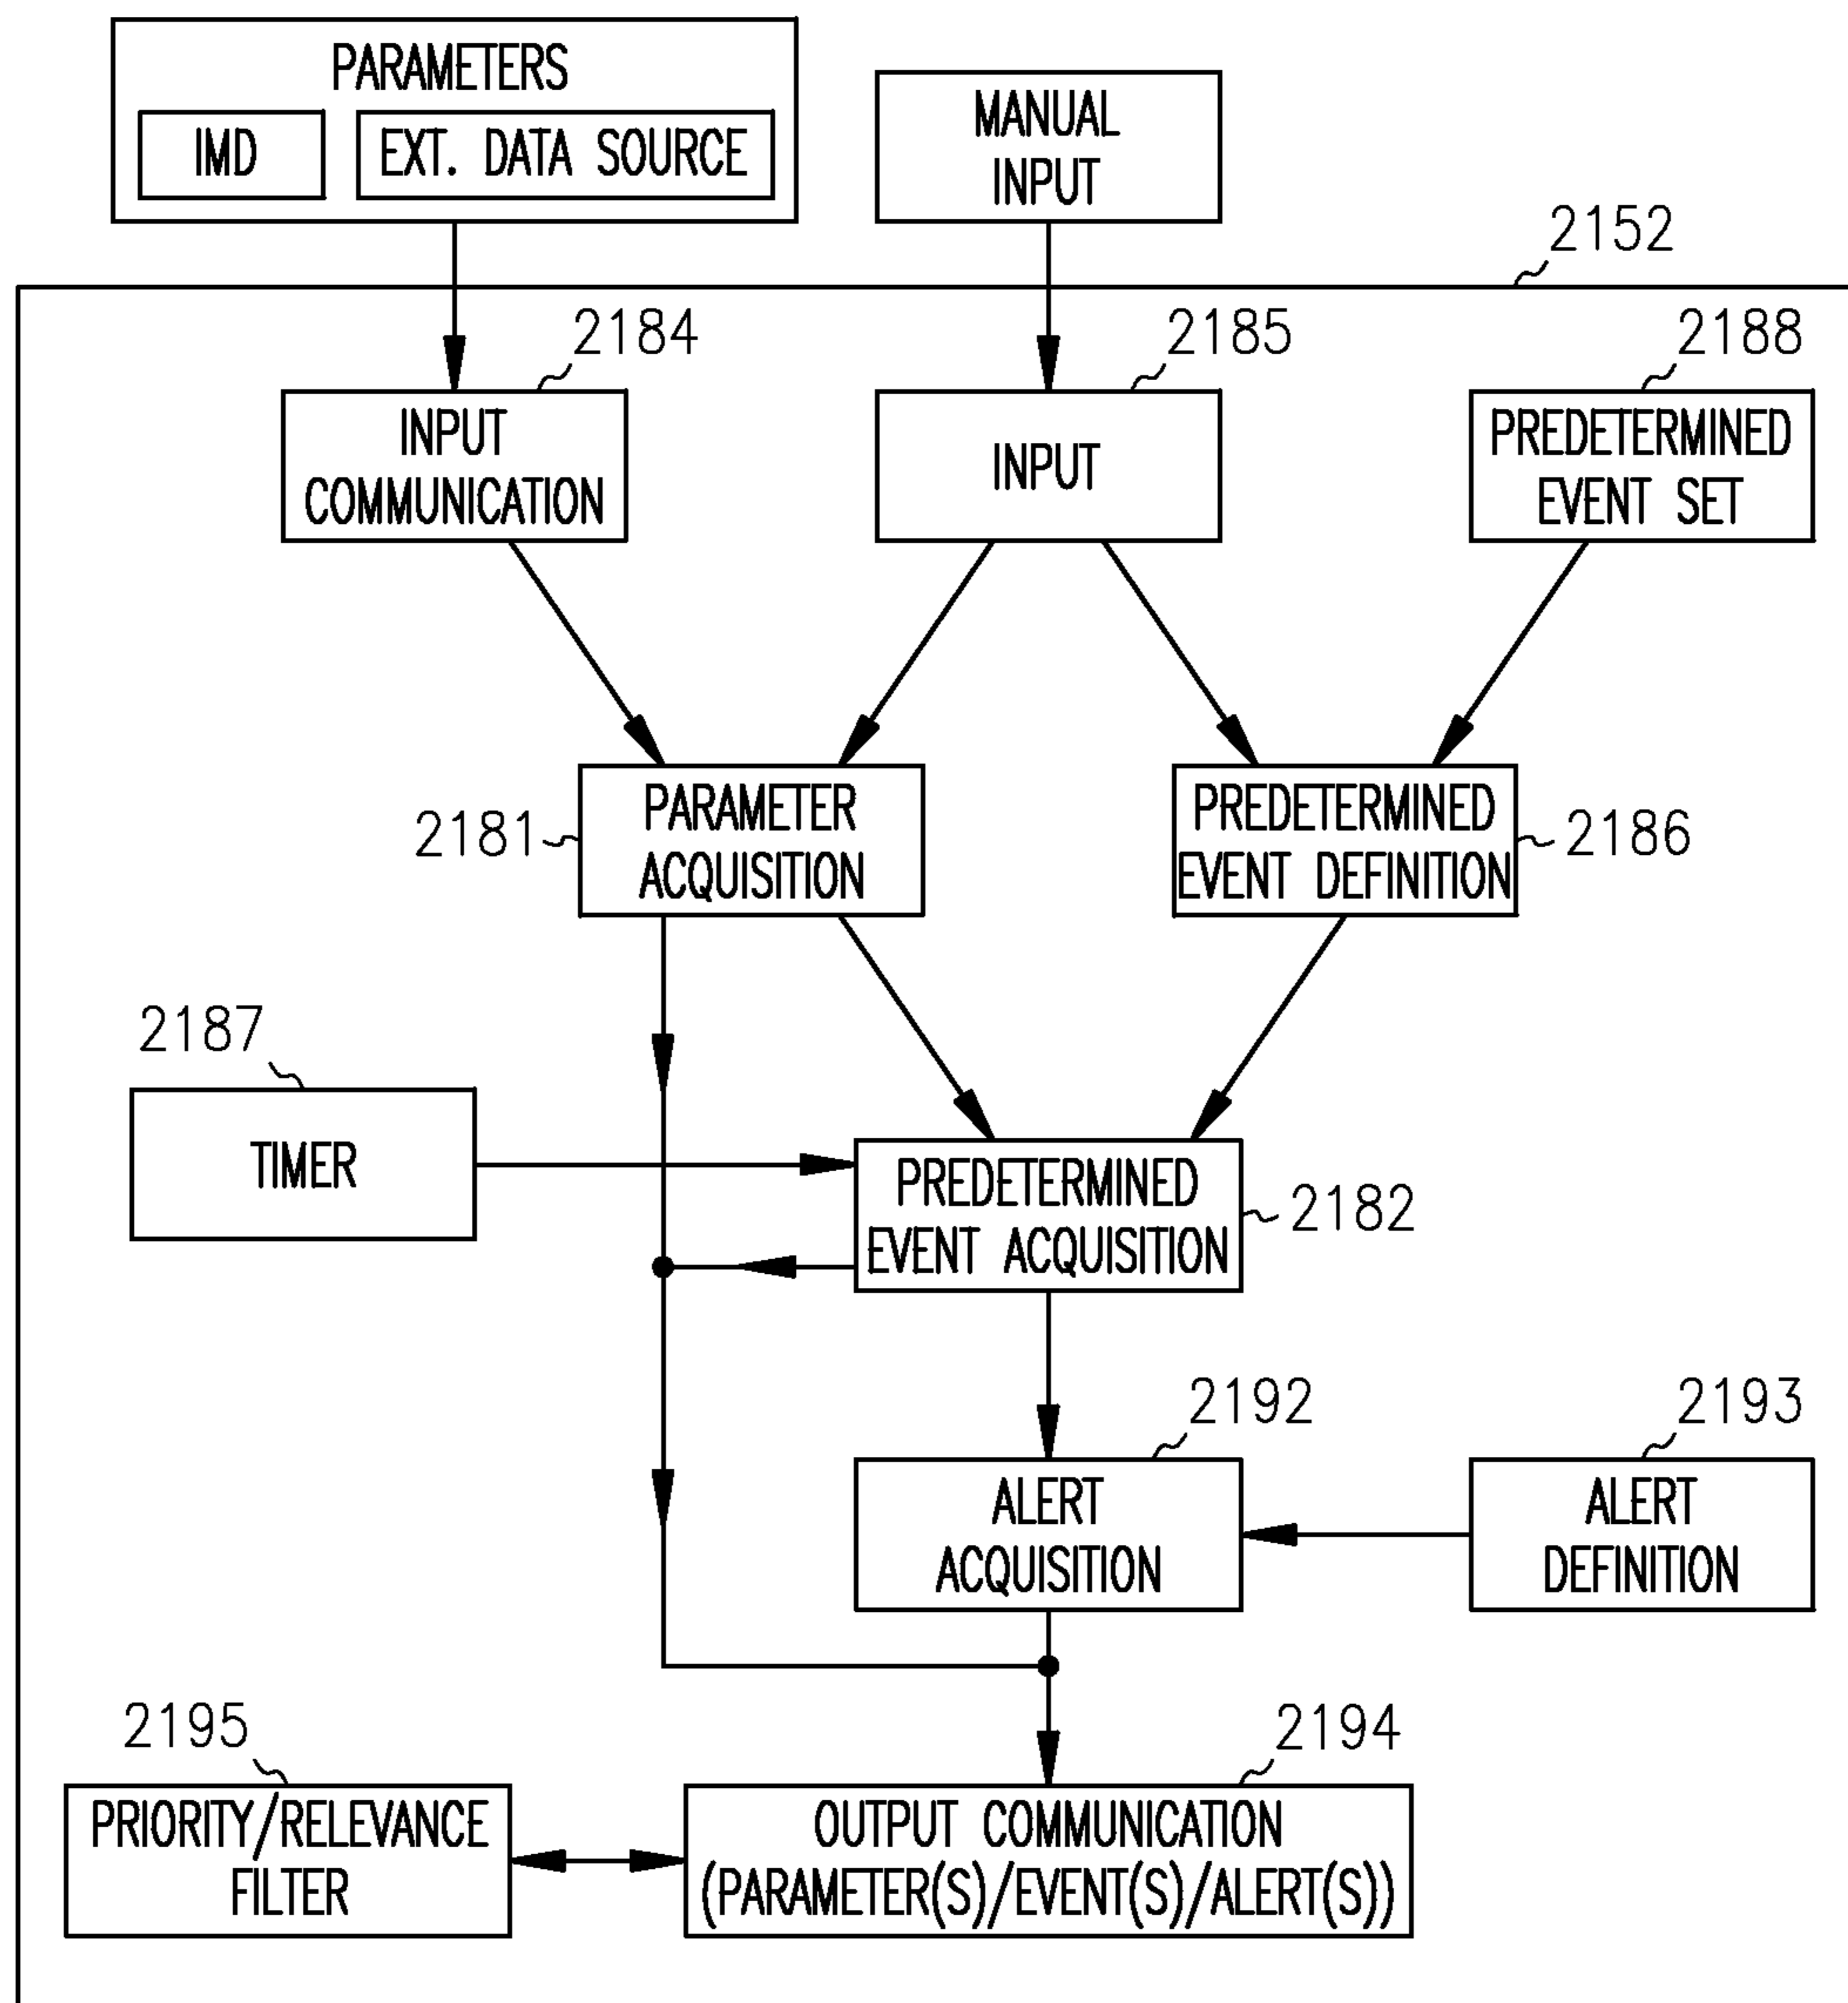 PARAMETERS
IMD
EXT. DATA SOURCE
MANUAL
INPUT
2152
2184
2185
2188
INPUT
COMMUNICATION
INPUT
PREDETERMINED
EVENT SET
2181
PARAMETER
ACQUISITION
PREDETERMINED
EVENT DEFINITION
2186
2187
TIMER
PREDETERMINED
EVENT ACQUISITION
2182
2192
2193
ALERT
ACQUISITION
ALERT
DEFINITION
2195
2194
PRIORITY/RELEVANCE
FILTER
OUTPUT COMMUNICATION
(PARAMETER(S)/EVENT(S)/ALERT(S))